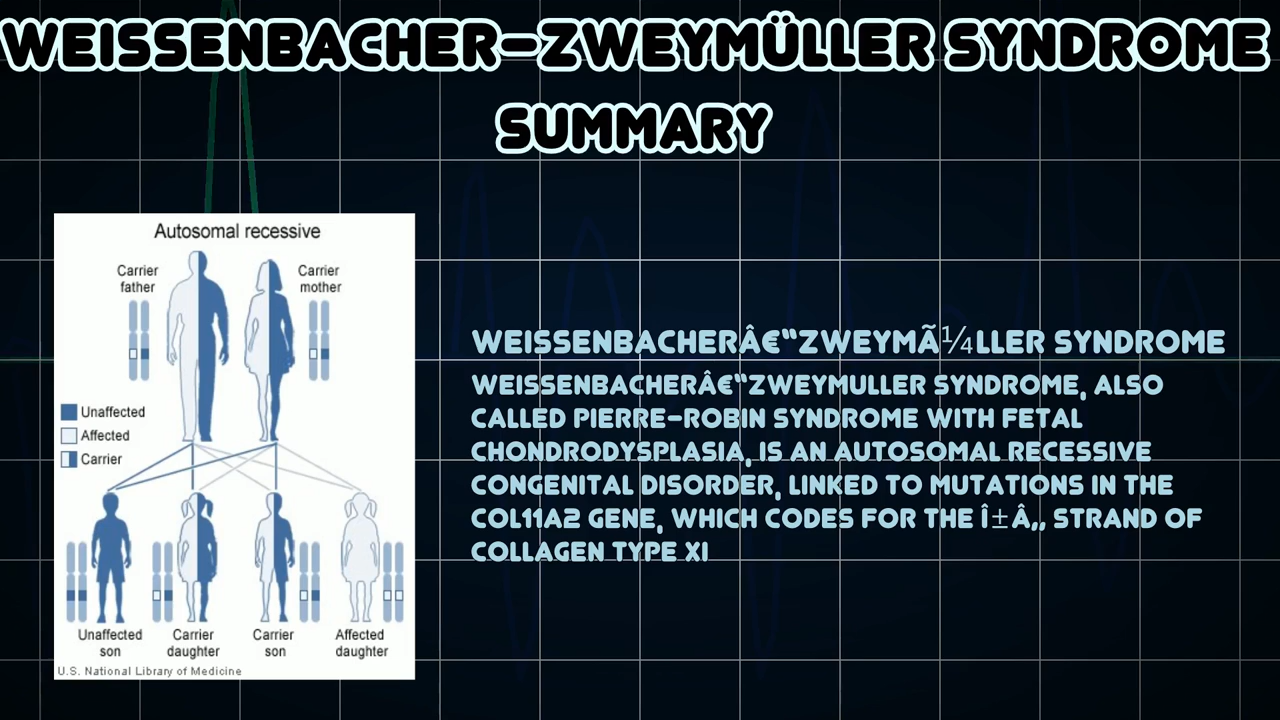 WEISSENBACHER–ZWEYMÜLLER SYNDROME
SUMMARY
Autosomal recessive
Carrier father
Carrier mother
Unaffected
Affected
Carrier
Unaffected son
Carrier daughter
Carrier son
Affected daughter
U.S. National Library of Medicine
WEISSENBACHERÂ€“ZWEYMÃ¼LLER SYNDROME
WEISSENBACHERÂ€“ZWEYMULLER SYNDROME, ALSO
CALLED PIERRE-ROBIN SYNDROME WITH FETAL
CHONDRODYSPLASIA, IS AN AUTOSOMAL RECESSIVE
CONGENITAL DISORDER, LINKED TO MUTATIONS IN THE
COL11A2 GENE, WHICH CODES FOR THE Î±Â„ STRAND OF
COLLAGEN TYPE XI